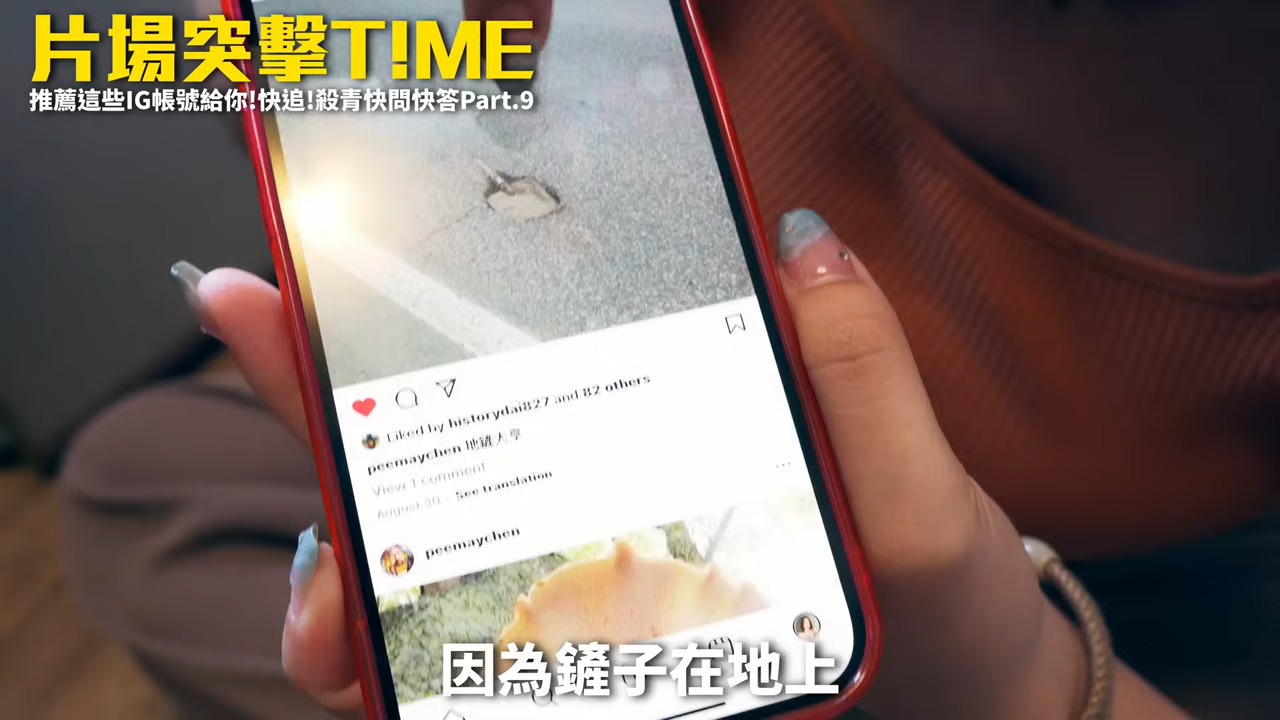 片場突擊T!ME
推薦這些IG帳號給你!快追!殺青快問快答Part.9
Liked by historydai827 and 82 others
peemaychen 地鏟大亨
View 1 comment
August 30 · See translation
peemaychen
因為鏟子在地上